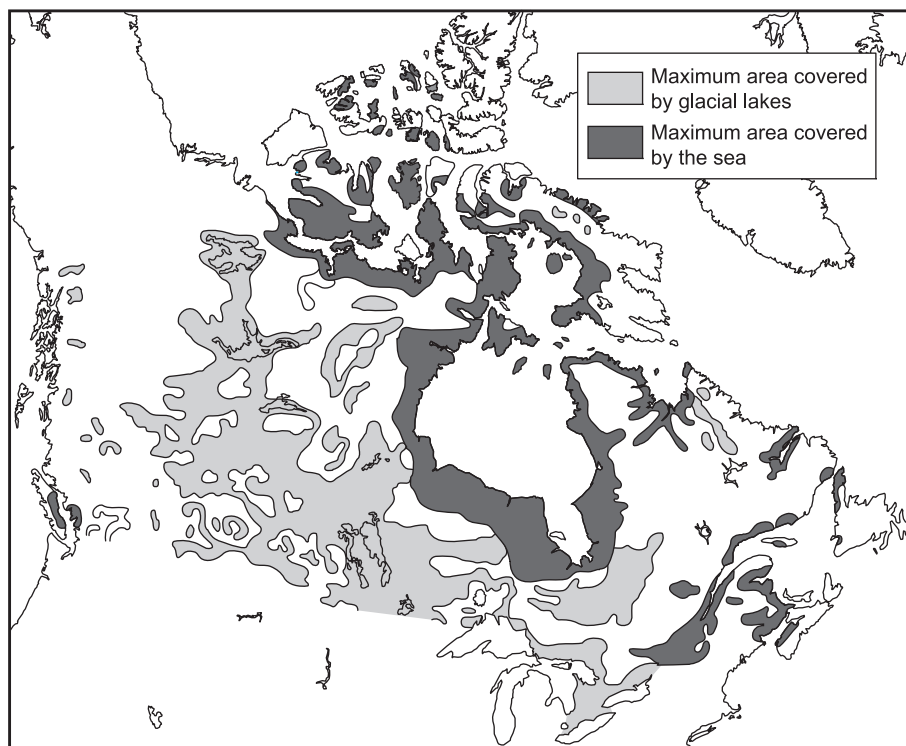 Maximum area covered
by glacial lakes
Maximum area covered
by the sea